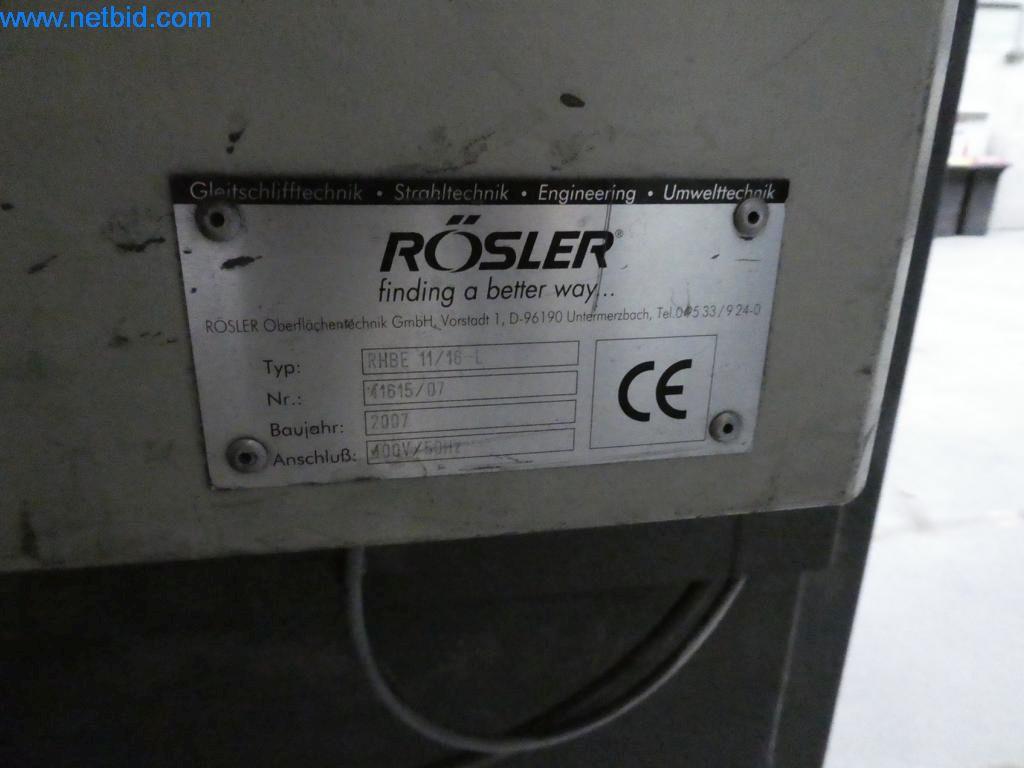 www.netbid.com
Gleitschlifftechnik • Strahltechnik • Engineering • Umwelttechnik
RÖSLER®
finding a better way...
RÖSLER Oberflächentechnik GmbH, Vorstadt 1, D-96190 Untermerzbach, Tel. 09533/924-0
Typ: RHBE 11/16-L
Nr.: 41615/07
Baujahr: 2007
Anschluß: 400V/50Hz
CE